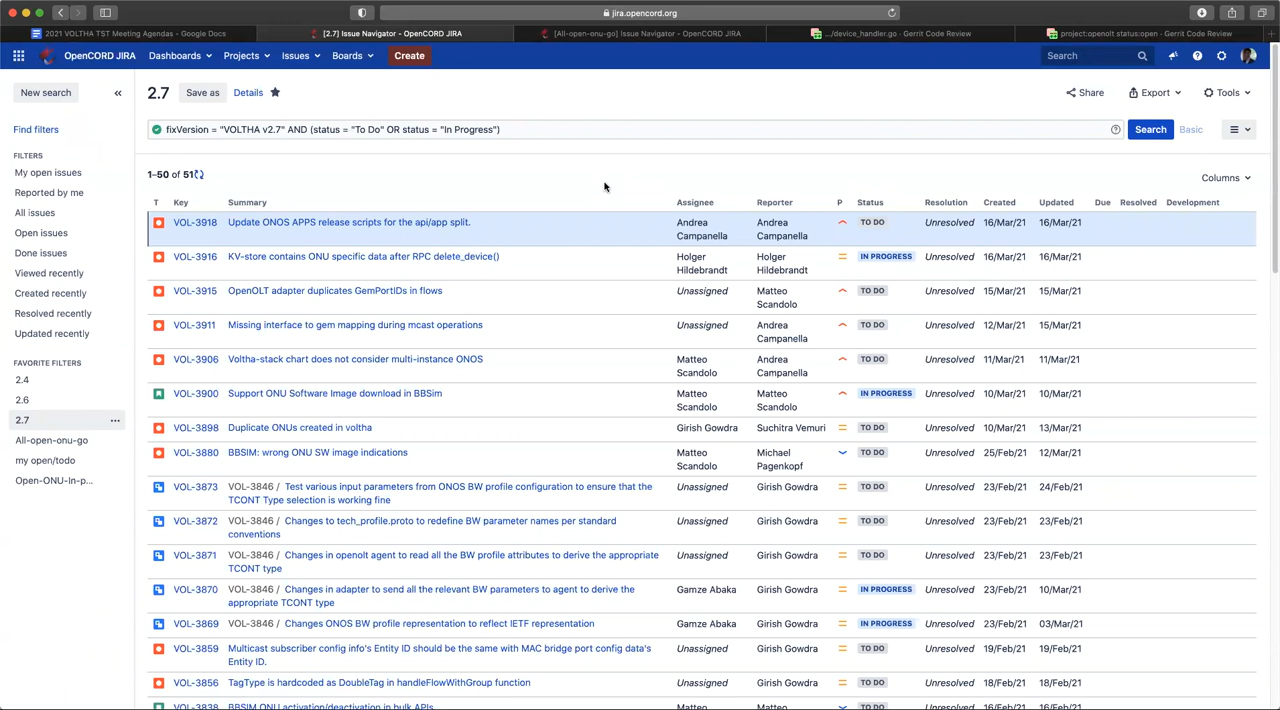 jira.opencord.org
2021 VOLTHA TST Meeting Agendas - Google Docs
[2.7] Issue Navigator - OpenCORD JIRA
[All-open-onu-go] Issue Navigator - OpenCORD JIRA
.../device_handler.go · Gerrit Code Review
project:openolt status:open · Gerrit Code Review
OpenCORD JIRA Dashboards Projects Issues Boards Create Search
New search
2.7 Save as Details
Share Export Tools
Find filters
fixVersion = "VOLTHA v2.7" AND (status = "To Do" OR status = "In Progress")
Search Basic
FILTERS
My open issues
Reported by me
All issues
Open issues
Done issues
Viewed recently
Created recently
Resolved recently
Updated recently
FAVORITE FILTERS
2.4
2.6
2.7
All-open-onu-go
my open/todo
Open-ONU-In-p...
1–50 of 51
Columns
T Key Summary Assignee Reporter P Status Resolution Created Updated Due Resolved Development
VOL-3918 Update ONOS APPS release scripts for the api/app split. Andrea Andrea TO DO Unresolved 16/Mar/21 16/Mar/21
Campanella Campanella
VOL-3916 KV-store contains ONU specific data after RPC delete_device() Holger Holger IN PROGRESS Unresolved 16/Mar/21 16/Mar/21
Hildebrandt Hildebrandt
VOL-3915 OpenOLT adapter duplicates GemPortIDs in flows Unassigned Matteo TO DO Unresolved 15/Mar/21 15/Mar/21
Scandolo
VOL-3911 Missing interface to gem mapping during mcast operations Unassigned Andrea TO DO Unresolved 12/Mar/21 15/Mar/21
Campanella
VOL-3906 Voltha-stack chart does not consider multi-instance ONOS Matteo Andrea TO DO Unresolved 11/Mar/21 11/Mar/21
Scandolo Campanella
VOL-3900 Support ONU Software Image download in BBSim Matteo Matteo IN PROGRESS Unresolved 10/Mar/21 10/Mar/21
Scandolo Scandolo
VOL-3898 Duplicate ONUs created in voltha Girish Gowdra Suchitra Vemuri TO DO Unresolved 10/Mar/21 13/Mar/21
VOL-3880 BBSIM: wrong ONU SW image indications Matteo Michael TO DO Unresolved 25/Feb/21 12/Mar/21
Scandolo Pagenkopf
VOL-3873 VOL-3846 / Test various input parameters from ONOS BW profile configuration to ensure that the Unassigned Girish Gowdra TO DO Unresolved 23/Feb/21 24/Feb/21
TCONT Type selection is working fine
VOL-3872 VOL-3846 / Changes to tech_profile.proto to redefine BW parameter names per standard Unassigned Girish Gowdra TO DO Unresolved 23/Feb/21 23/Feb/21
conventions
VOL-3871 VOL-3846 / Changes in openolt agent to read all the BW profile attributes to derive the appropriate Unassigned Girish Gowdra TO DO Unresolved 23/Feb/21 23/Feb/21
TCONT type
VOL-3870 VOL-3846 / Changes in adapter to send all the relevant BW parameters to agent to derive the Gamze Abaka Girish Gowdra IN PROGRESS Unresolved 23/Feb/21 10/Mar/21
appropriate TCONT type
VOL-3869 VOL-3846 / Changes ONOS BW profile representation to reflect IETF representation Gamze Abaka Girish Gowdra IN PROGRESS Unresolved 23/Feb/21 03/Mar/21
VOL-3859 Multicast subscriber config info's Entity ID should be the same with MAC bridge port config data's Unassigned Girish Gowdra TO DO Unresolved 19/Feb/21 19/Feb/21
Entity ID.
VOL-3856 TagType is hardcoded as DoubleTag in handleFlowWithGroup function Unassigned Girish Gowdra TO DO Unresolved 18/Feb/21 18/Feb/21
VOL-3838 BBSIM ONU activation/deactivation in bulk APIs Matteo Matteo TO DO Unresolved 16/Feb/21